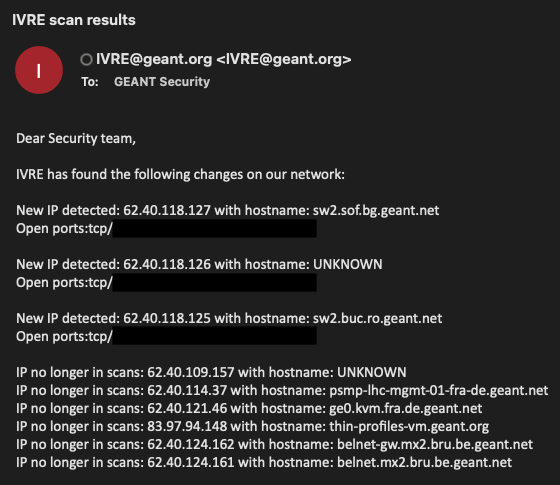 IVRE scan results
I
IVRE@geant.org <IVRE@geant.org>
To: GEANT Security
Dear Security team,
IVRE has found the following changes on our network:
New IP detected: 62.40.118.127 with hostname: sw2.sof.bg.geant.net
Open ports:tcp/
New IP detected: 62.40.118.126 with hostname: UNKNOWN
Open ports:tcp/
New IP detected: 62.40.118.125 with hostname: sw2.buc.ro.geant.net
Open ports:tcp/
IP no longer in scans: 62.40.109.157 with hostname: UNKNOWN
IP no longer in scans: 62.40.114.37 with hostname: psmp-lhc-mgmt-01-fra-de.geant.net
IP no longer in scans: 62.40.121.46 with hostname: ge0.kvm.fra.de.geant.net
IP no longer in scans: 83.97.94.148 with hostname: thin-profiles-vm.geant.org
IP no longer in scans: 62.40.124.162 with hostname: belnet-gw.mx2.bru.be.geant.net
IP no longer in scans: 62.40.124.161 with hostname: belnet.mx2.bru.be.geant.net